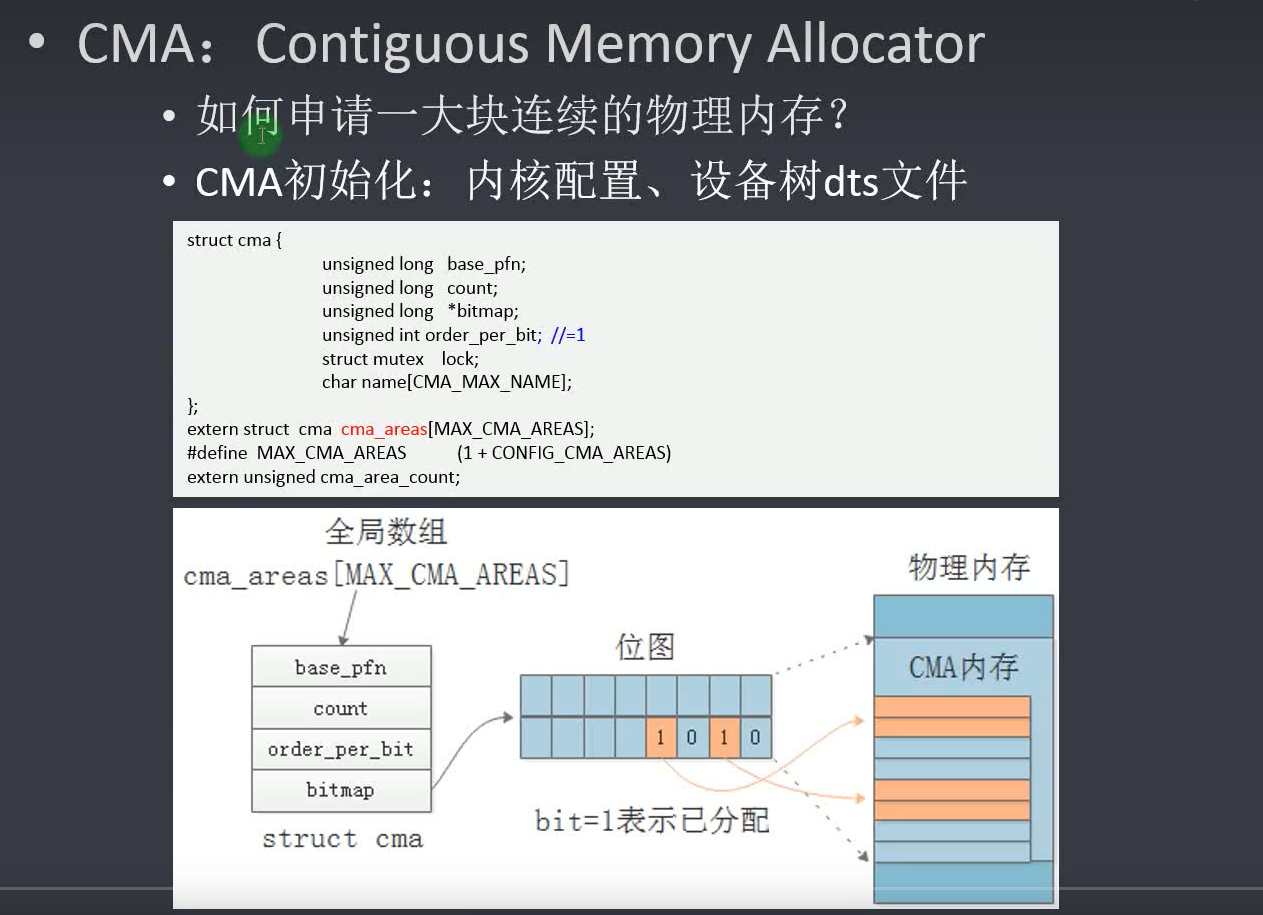 • CMA： Contiguous Memory Allocator
• 如何申请一大块连续的物理内存？
• CMA初始化：内核配置、设备树dts文件
struct cma {
unsigned long base_pfn;
unsigned long count;
unsigned long *bitmap;
unsigned int order_per_bit; //=1
struct mutex lock;
char name[CMA_MAX_NAME];
};
extern struct cma cma_areas[MAX_CMA_AREAS];
#define MAX_CMA_AREAS (1 + CONFIG_CMA_AREAS)
extern unsigned cma_area_count;
全局数组
cma_areas[MAX_CMA_AREAS]
base_pfn
count
order_per_bit
bitmap
struct cma
位图
1 0 1 0
bit=1表示已分配
物理内存
CMA内存